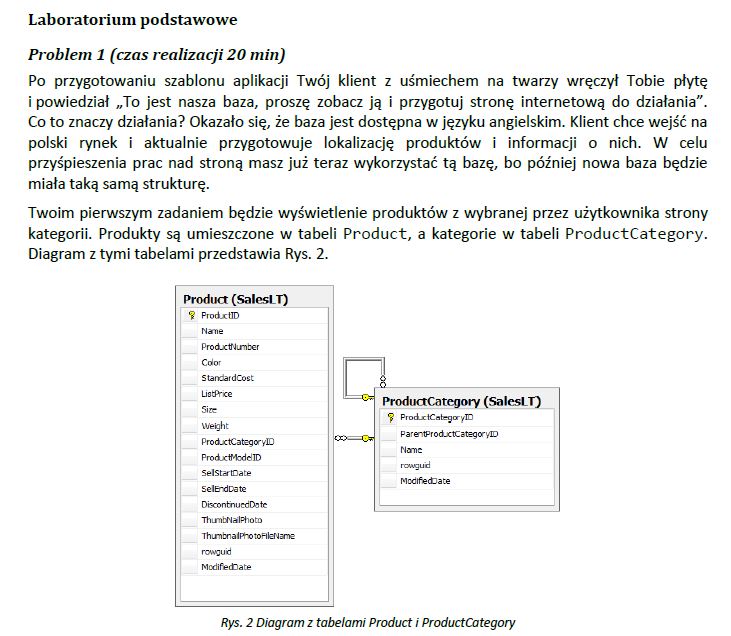 Laboratorium podstawowe
Problem 1 (czas realizacji 20 min)
Po przygotowaniu szablonu aplikacji Twój klient z uśmiechem na twarzy wręczył Tobie płytę
i powiedział „To jest nasza baza, proszę zobacz ją i przygotuj stronę internetową do działania”.
Co to znaczy działania? Okazało się, że baza jest dostępna w języku angielskim. Klient chce wejść na
polski rynek i aktualnie przygotowuje lokalizację produktów i informacji o nich. W celu
przyśpieszenia prac nad stroną masz już teraz wykorzystać tą bazę, bo później nowa baza będzie
miała taką samą strukturę.
Twoim pierwszym zadaniem będzie wyświetlenie produktów z wybranej przez użytkownika strony
kategorii. Produkty są umieszczone w tabeli Product, a kategorie w tabeli ProductCategory.
Diagram z tymi tabelami przedstawia Rys. 2.
Product (SalesLT)
ProductID
Name
ProductNumber
Color
StandardCost
ListPrice
Size
Weight
ProductCategoryID
ProductModelID
SellStartDate
SellEndDate
DiscontinuedDate
ThumbNailPhoto
ThumbnailPhotoFileName
rowguid
ModifiedDate
ProductCategory (SalesLT)
ProductCategoryID
ParentProductCategoryID
Name
rowguid
ModifiedDate
Rys. 2 Diagram z tabelami Product i ProductCategory